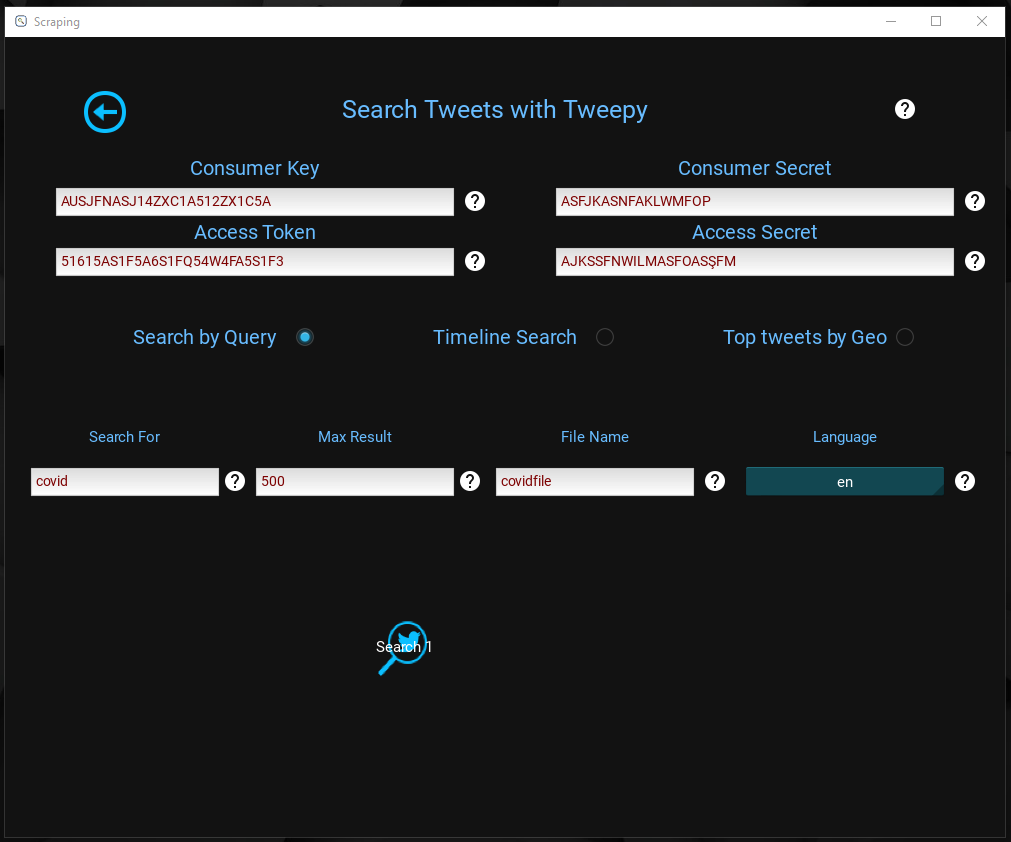 Scraping
Search Tweets with Tweepy ?
Consumer Key Consumer Secret
AUSJFNASJ14ZXC1A512ZX1C5A ? ASFJKASNFAKLWMFOP ?
Access Token Access Secret
51615AS1F5A6S1FQ54W4FA5S1F3 ? AJKSSFNWILMASFOASŞFM ?
Search by Query Timeline Search Top tweets by Geo
Search For Max Result File Name Language
covid ? 500 ? covidfile ? en ?
Search 1